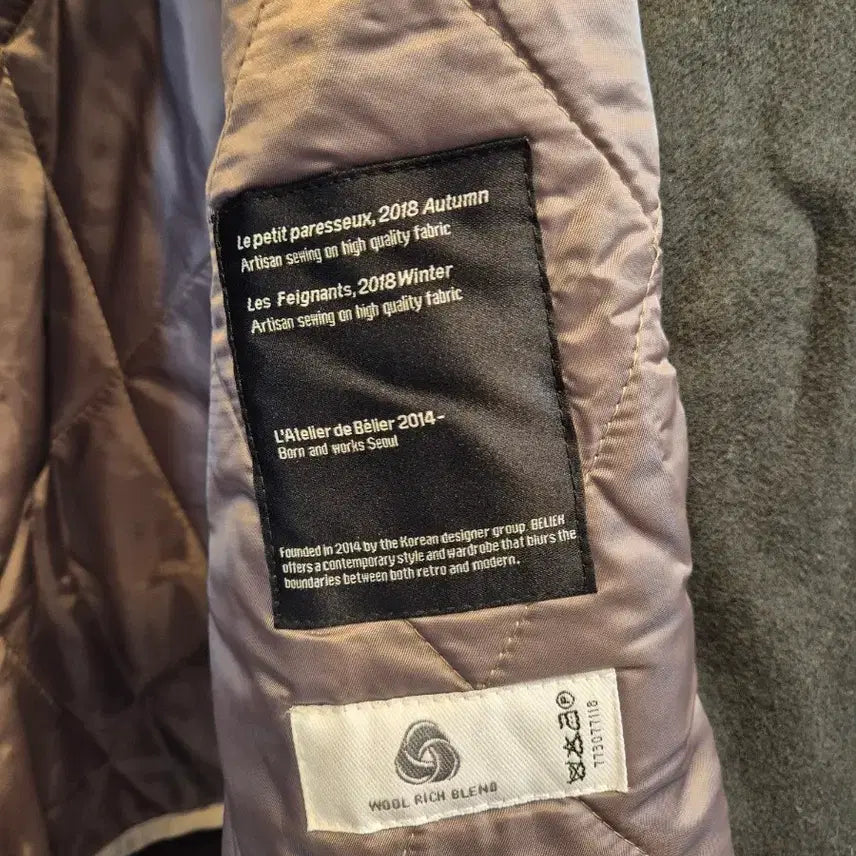 Le petit paresseux, 2018 Autumn
Artisan sewing on high quality fabric
Les Feignants, 2018 Winter
Artisan sewing on high quality fabric
L'Atelier de Bélier 2014-
Born and works Seoul
Founded in 2014 by the Korean designer group, BELIER
offers a contemporary style and wardrobe that blurs the
boundaries between both retro and modern.
WOOL RICH BLEND
P
773077118